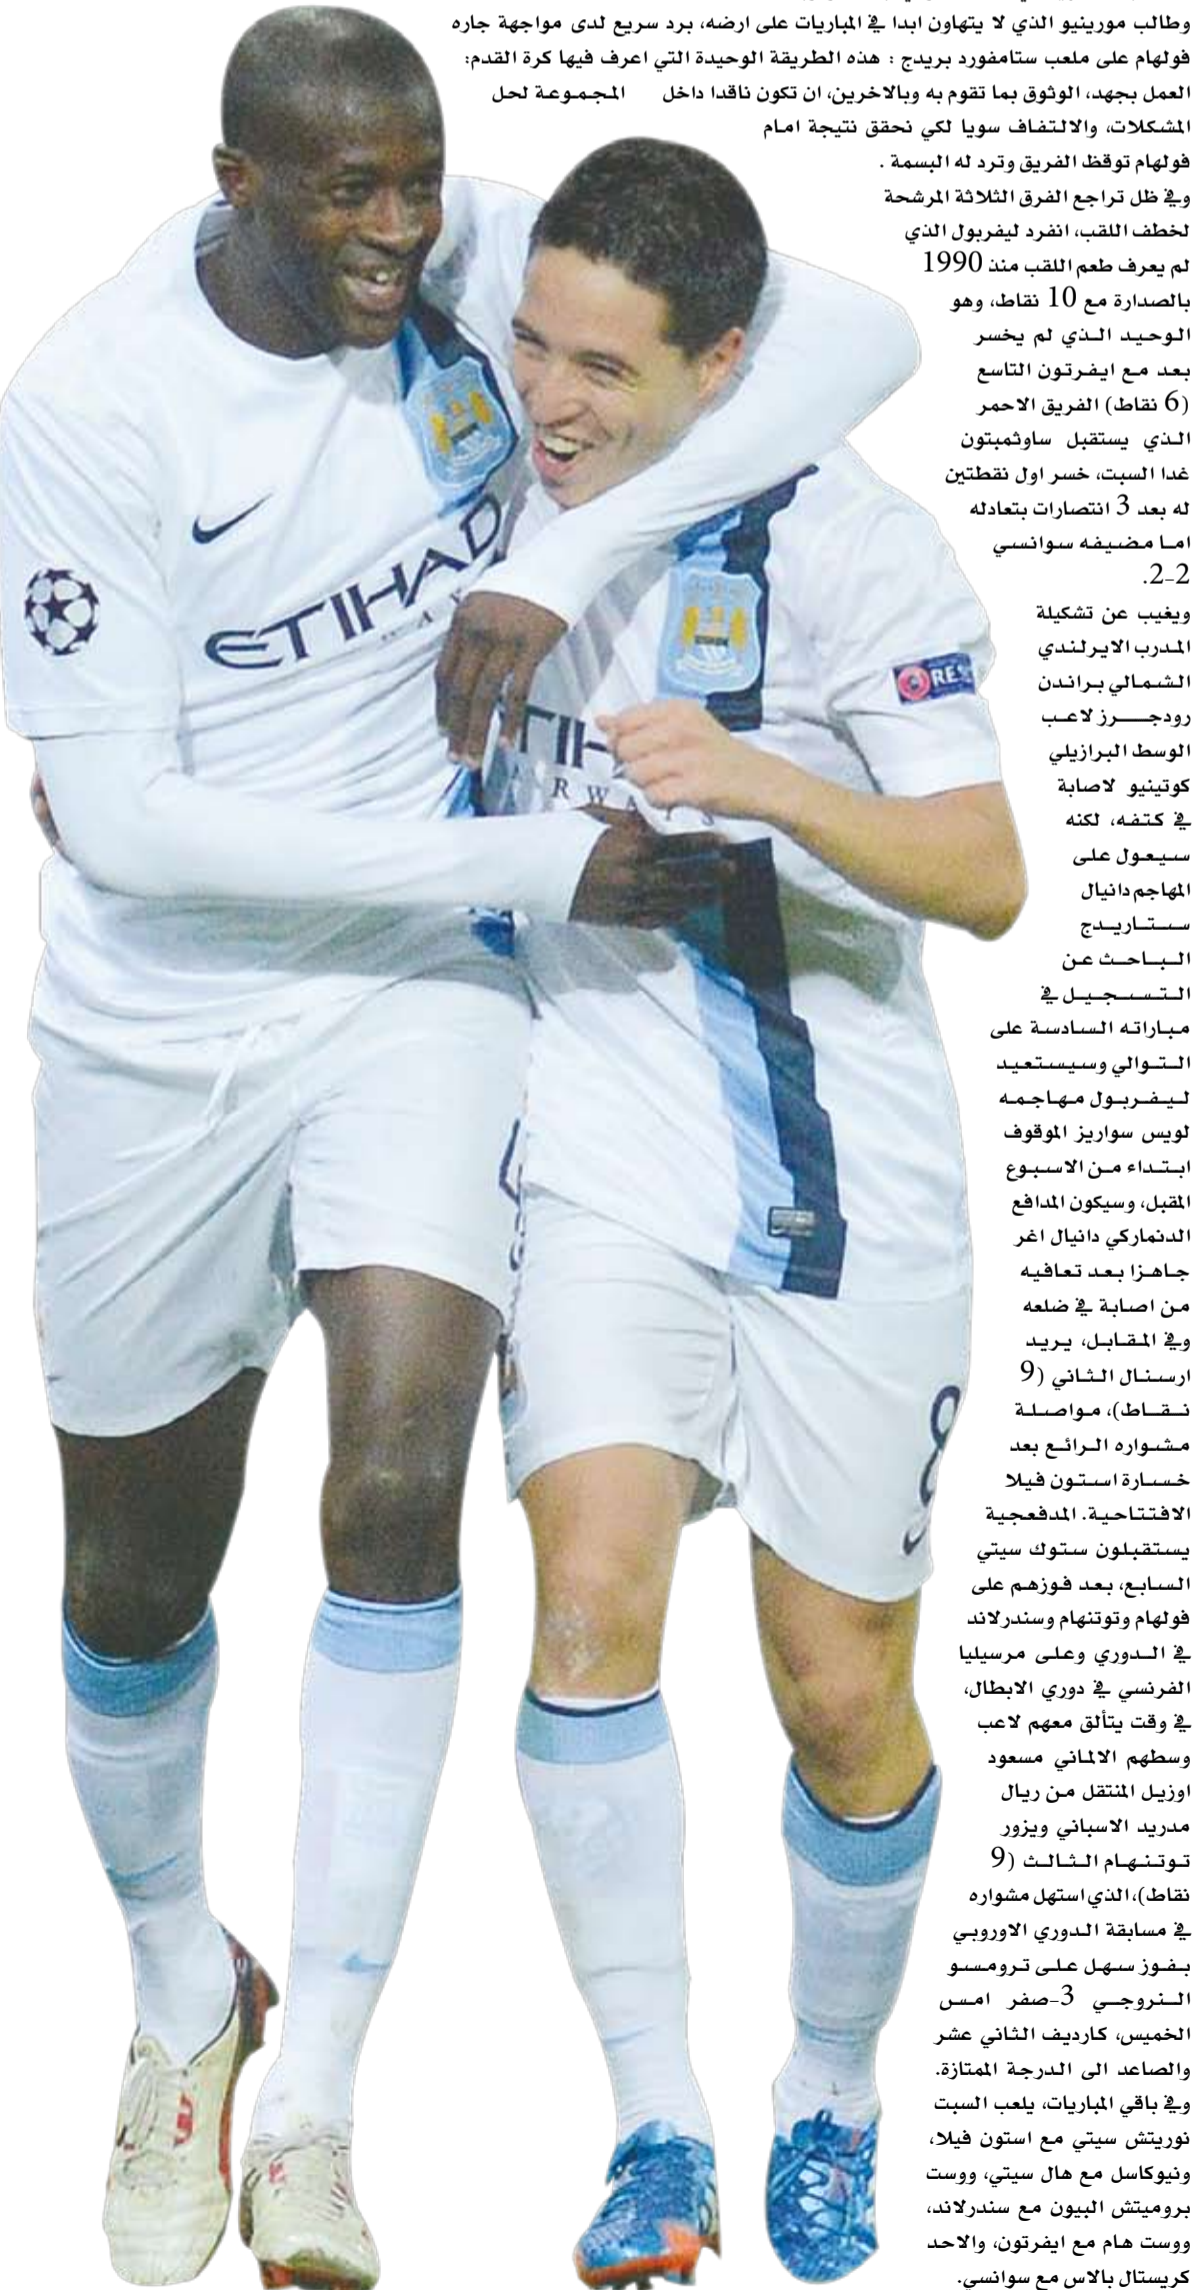 وطالب مورينيو الذي لا يتهاون ابدا في المباريات على ارضه، برد سريع لدى مواجهة جاره
فولهام على ملعب ستامفورد بريدج : هذه الطريقة الوحيدة التي اعرف فيها كرة القدم:
العمل بجهد، الوثوق بما تقوم به وبالاخرين، ان تكون ناقدا داخل المجموعة لحل
المشكلات، والالتفاف سويا لكي نحقق نتيجة امام
فولهام توقظ الفريق وترد له البسمة .
وفي ظل تراجع الفرق الثلاثة المرشحة
لخطف اللقب، انفرد ليفربول الذي
لم يعرف طعم اللقب منذ 1990
بالصدارة مع 10 نقاط، وهو
الوحيد الذي لم يخسر
بعد مع ايفرتون التاسع
(6 نقاط) الفريق الاحمر
الذي يستقبل ساوثمبتون
غدا السبت، خسر اول نقطتين
له بعد 3 انتصارات بتعادله
اما مضيفه سوانسي
2-2.
ويغيب عن تشكيلة
المدرب الايرلندي
الشمالي براندن
رودجرز لاعب
الوسط البرازيلي
كوتينيو لاصابة
في كتفه، لكنه
سيعول على
المهاجم دانيال
ستاريدج
الباحث عن
التسجيل في
مباراته السادسة على
التوالي وسيستعيد
ليفربول مهاجمه
لويس سواريز الموقوف
ابتداء من الاسبوع
المقبل، وسيكون المدافع
الدنماركي دانيال اغر
جاهزا بعد تعافيه
من اصابة في ضلعه
وفي المقابل، يريد
ارسنال الثاني (9
نقاط)، مواصلة
مشواره الرائع بعد
خسارة استون فيلا
الافتتاحية. المدفعجية
يستقبلون ستوك سيتي
السابع، بعد فوزهم على
فولهام وتوتنهام وسندرلاند
في الدوري وعلى مرسيليا
الفرنسي في دوري الابطال،
في وقت يتألق معهم لاعب
وسطهم الالماني مسعود
اوزيل المنتقل من ريال
مدريد الاسباني ويزور
توتنهام الثالث (9
نقاط)،الذي استهل مشواره
في مسابقة الدوري الاوروبي
بفوز سهل على ترومسو
النروجي 3-صفر امس
الخميس، كارديف الثاني عشر
والصاعد الى الدرجة الممتازة.
وفي باقي المباريات، يلعب السبت
نوريتش سيتي مع استون فيلا،
ونيوكاسل مع هال سيتي، ووست
بروميتش البيون مع سندرلاند،
ووست هام مع ايفرتون، والاحد
كريستال بالاس مع سوانسي.
ETIHAD
TIH
RWAYS
RES
8